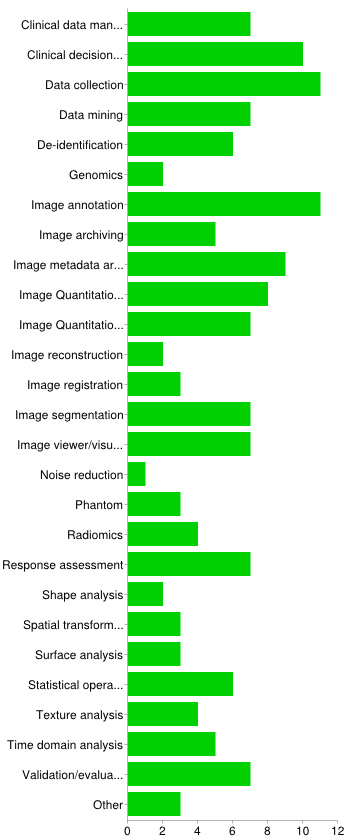 Clinical data man...
Clinical decision...
Data collection
Data mining
De-identification
Genomics
Image annotation
Image archiving
Image metadata ar...
Image Quantitatio...
Image Quantitatio...
Image reconstruction
Image registration
Image segmentation
Image viewer/visu...
Noise reduction
Phantom
Radiomics
Response assessment
Shape analysis
Spatial transform...
Surface analysis
Statistical opera...
Texture analysis
Time domain analysis
Validation/evalua...
Other
0 2 4 6 8 10 12